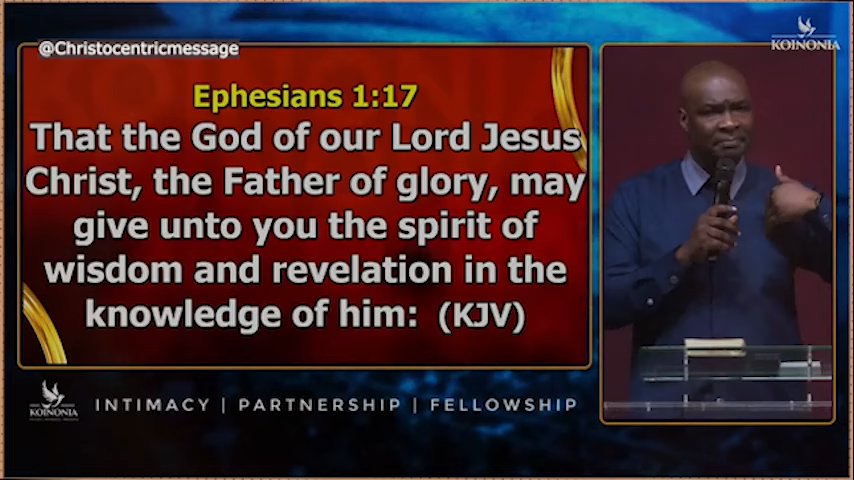 @Christocentricmessage
KOINONIA
Ephesians 1:17
That the God of our Lord Jesus
Christ, the Father of glory, may
give unto you the spirit of
wisdom and revelation in the
knowledge of him: (KJV)
KOINONIA
INTIMACY | PARTNERSHIP | FELLOWSHIP